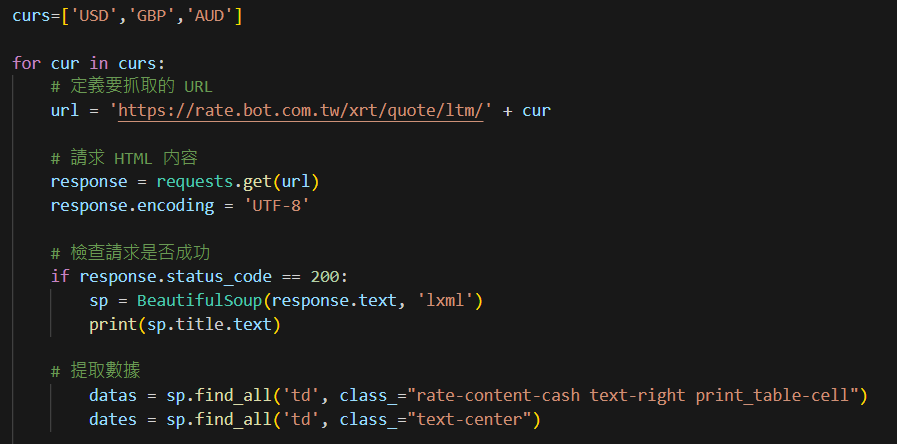 curs=['USD','GBP','AUD']
for cur in curs:
# 定義要抓取的 URL
url = 'https://rate.bot.com.tw/xrt/quote/ltm/' + cur
# 請求 HTML 內容
response = requests.get(url)
response.encoding = 'UTF-8'
# 檢查請求是否成功
if response.status_code == 200:
sp = BeautifulSoup(response.text, 'lxml')
print(sp.title.text)
# 提取數據
datas = sp.find_all('td', class_="rate-content-cash text-right print_table-cell")
dates = sp.find_all('td', class_="text-center")